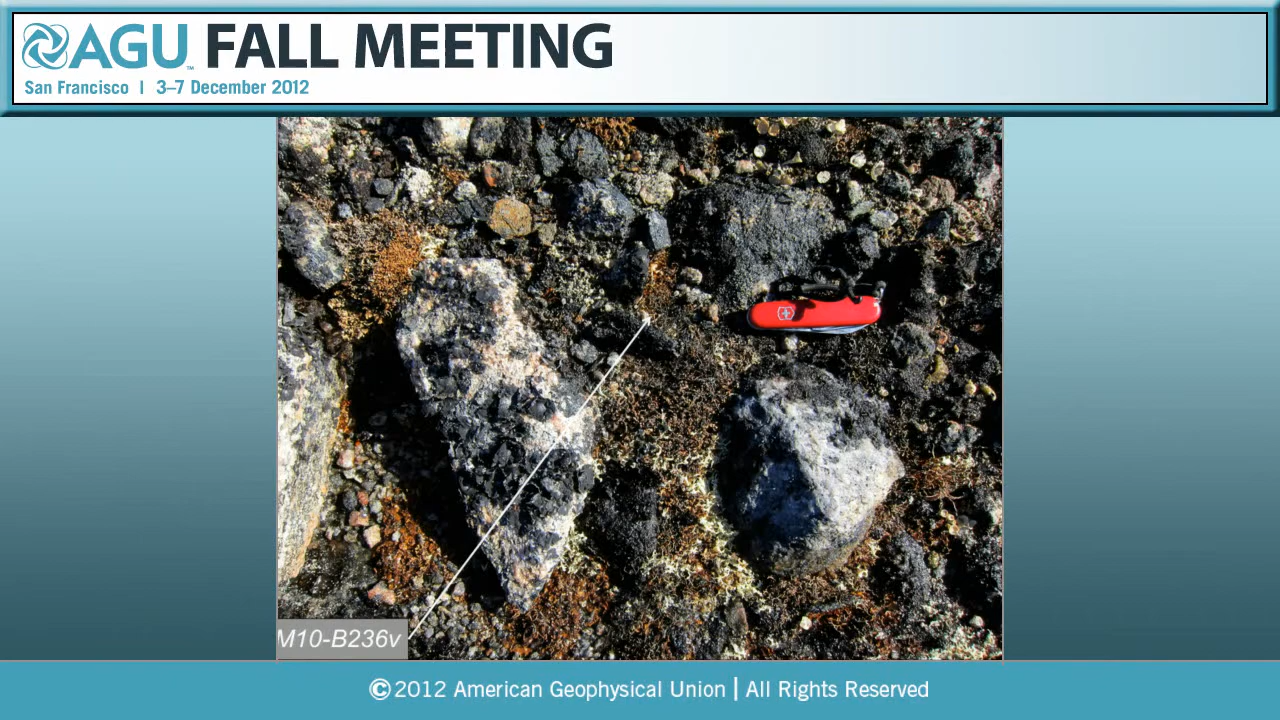 AGU FALL MEETING
San Francisco | 3–7 December 2012
M10-B236v
©2012 American Geophysical Union | All Rights Reserved